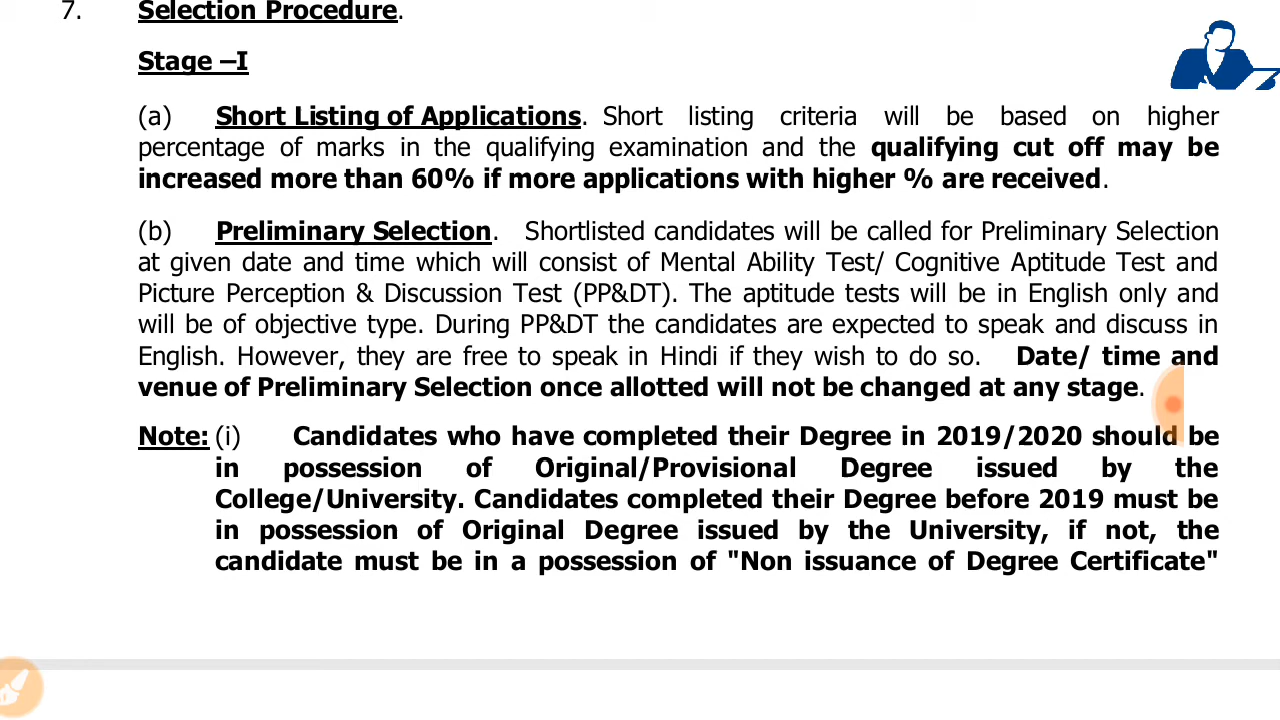 7. Selection Procedure.
Stage –I
(a) Short Listing of Applications. Short listing criteria will be based on higher
percentage of marks in the qualifying examination and the qualifying cut off may be
increased more than 60% if more applications with higher % are received.
(b) Preliminary Selection. Shortlisted candidates will be called for Preliminary Selection
at given date and time which will consist of Mental Ability Test/ Cognitive Aptitude Test and
Picture Perception & Discussion Test (PP&DT). The aptitude tests will be in English only and
will be of objective type. During PP&DT the candidates are expected to speak and discuss in
English. However, they are free to speak in Hindi if they wish to do so. Date/ time and
venue of Preliminary Selection once allotted will not be changed at any stage.
Note: (i) Candidates who have completed their Degree in 2019/2020 should be
in possession of Original/Provisional Degree issued by the
College/University. Candidates completed their Degree before 2019 must be
in possession of Original Degree issued by the University, if not, the
candidate must be in a possession of "Non issuance of Degree Certificate"